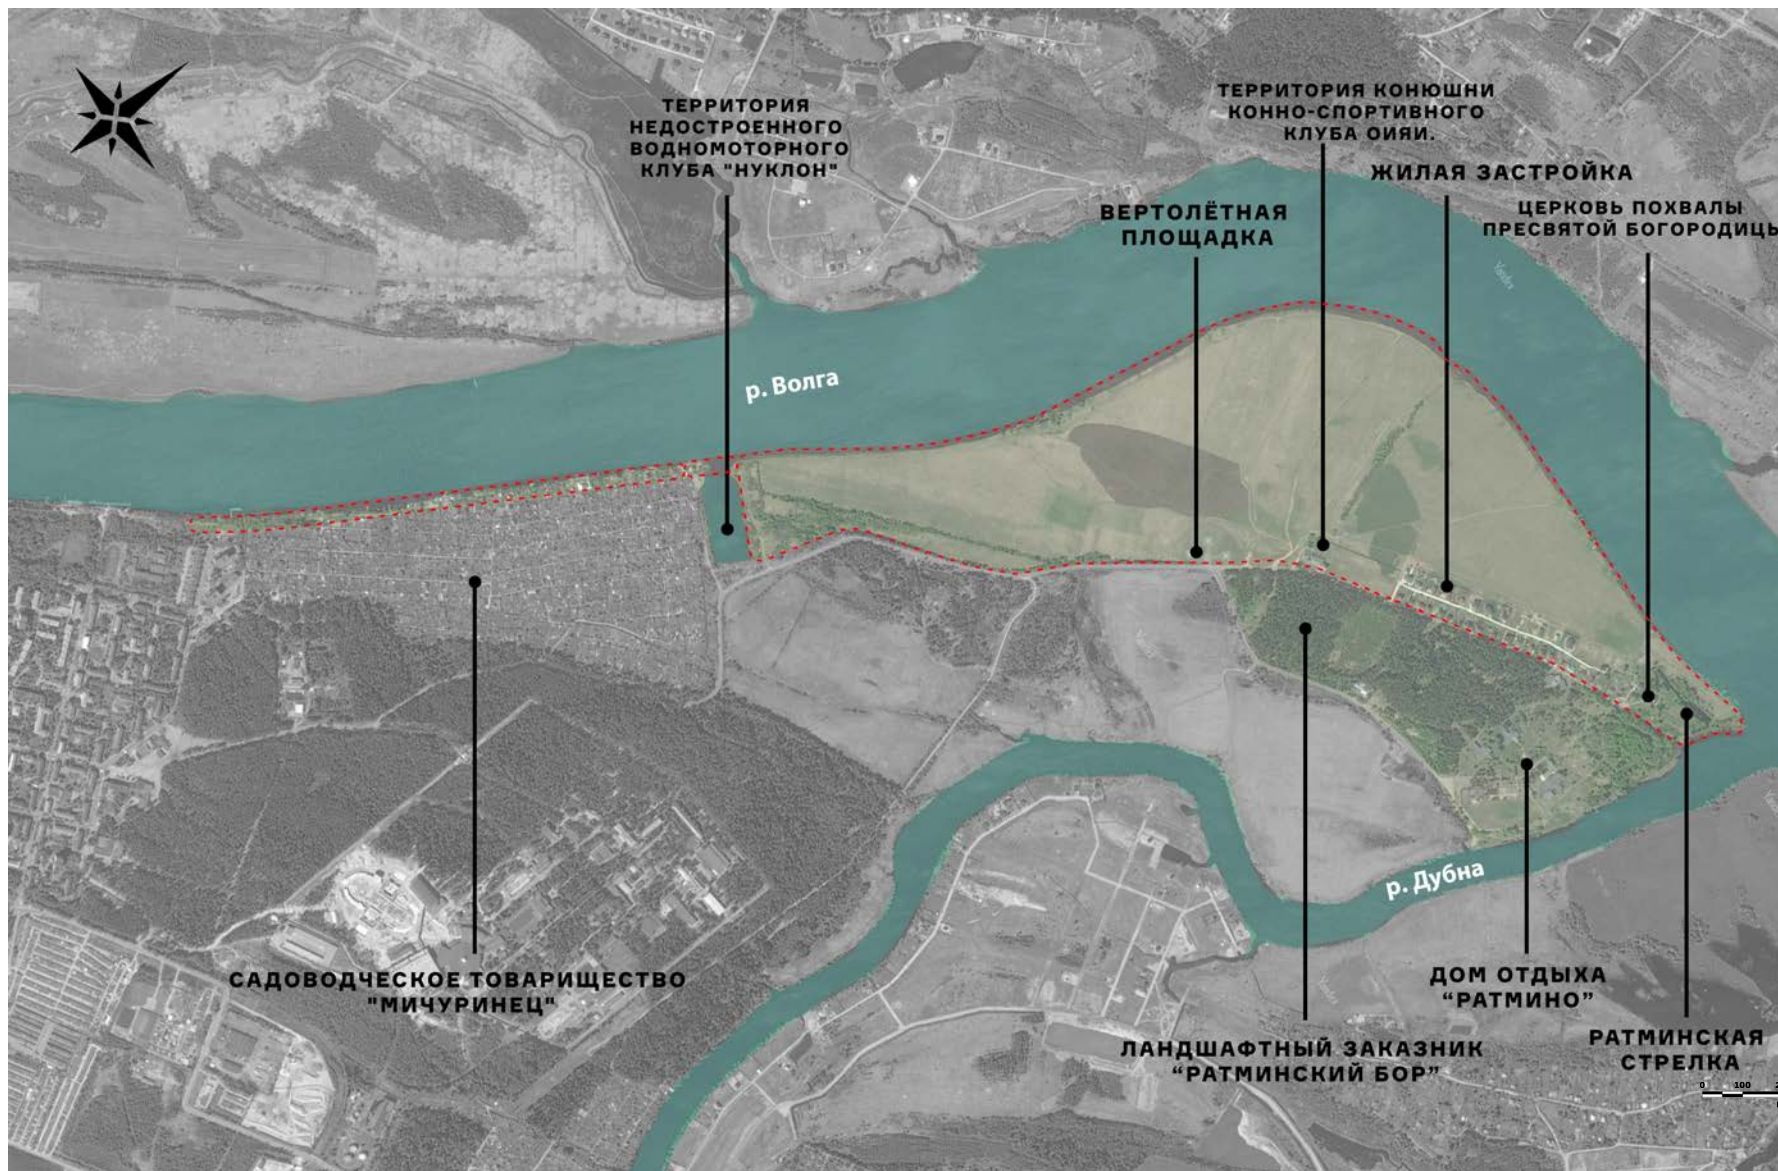 ТЕРРИТОРИЯ
НЕДОСТРОЕННОГО
ВОДНОМОТОРНОГО
КЛУБА "НУКЛОН"
ТЕРРИТОРИЯ КОНЮШНИ
КОННО-СПОРТИВНОГО
КЛУБА ОИЯИ.
ЖИЛАЯ ЗАСТРОЙКА
ВЕРТОЛЁТНАЯ
ПЛОЩАДКА
ЦЕРКОВЬ ПОХВАЛЫ
ПРЕСВЯТОЙ БОГОРОДИЦЫ
р. Волга
р. Дубна
САДОВОДЧЕСКОЕ ТОВАРИЩЕСТВО
"МИЧУРИНЕЦ"
ДОМ ОТДЫХА
“РАТМИНО”
ЛАНДШАФТНЫЙ ЗАКАЗНИК
“РАТМИНСКИЙ БОР”
РАТМИНСКАЯ
СТРЕЛКА
0 100